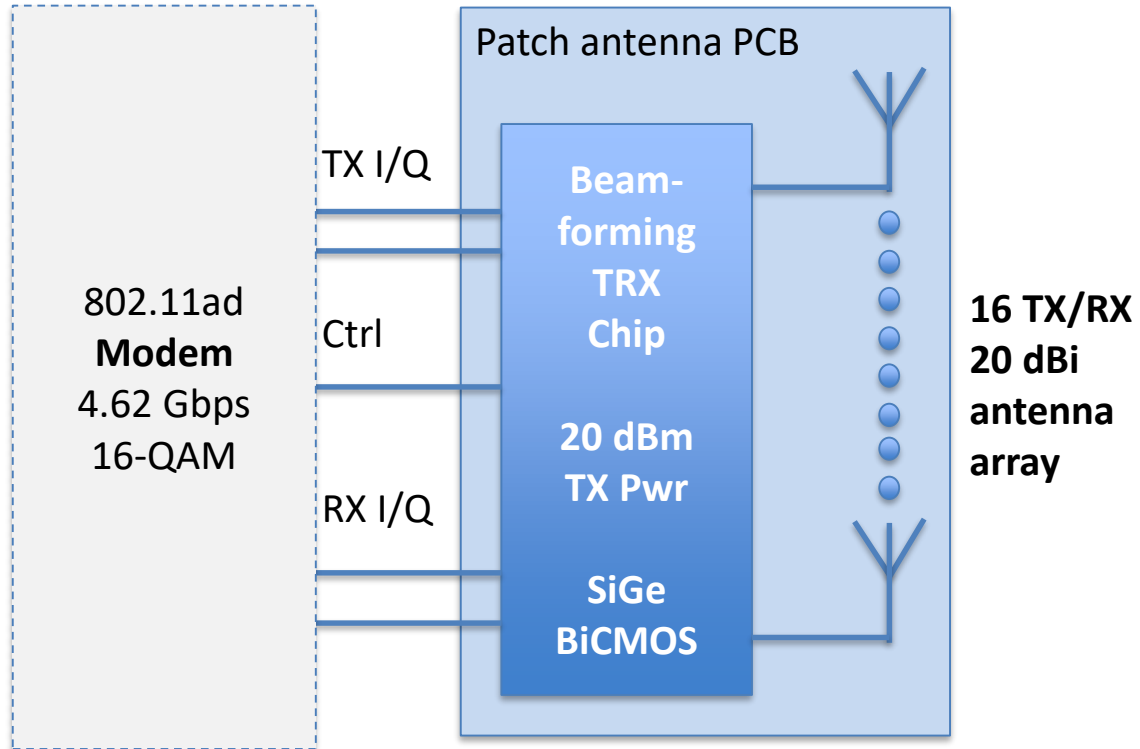 Patch antenna PCB
TX I/Q
Ctrl
RX I/Q
802.11ad
Modem
4.62 Gbps
16-QAM
Beam-
forming
TRX
Chip
20 dBm
TX Pwr
SiGe
BiCMOS
16 TX/RX
20 dBi
antenna
array